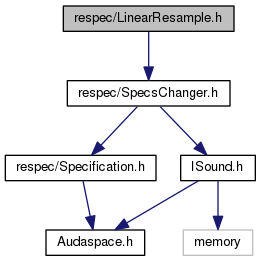 respec/LinearResample.h
respec/SpecsChanger.h
respec/Specification.h
ISound.h
Audaspace.h
memory